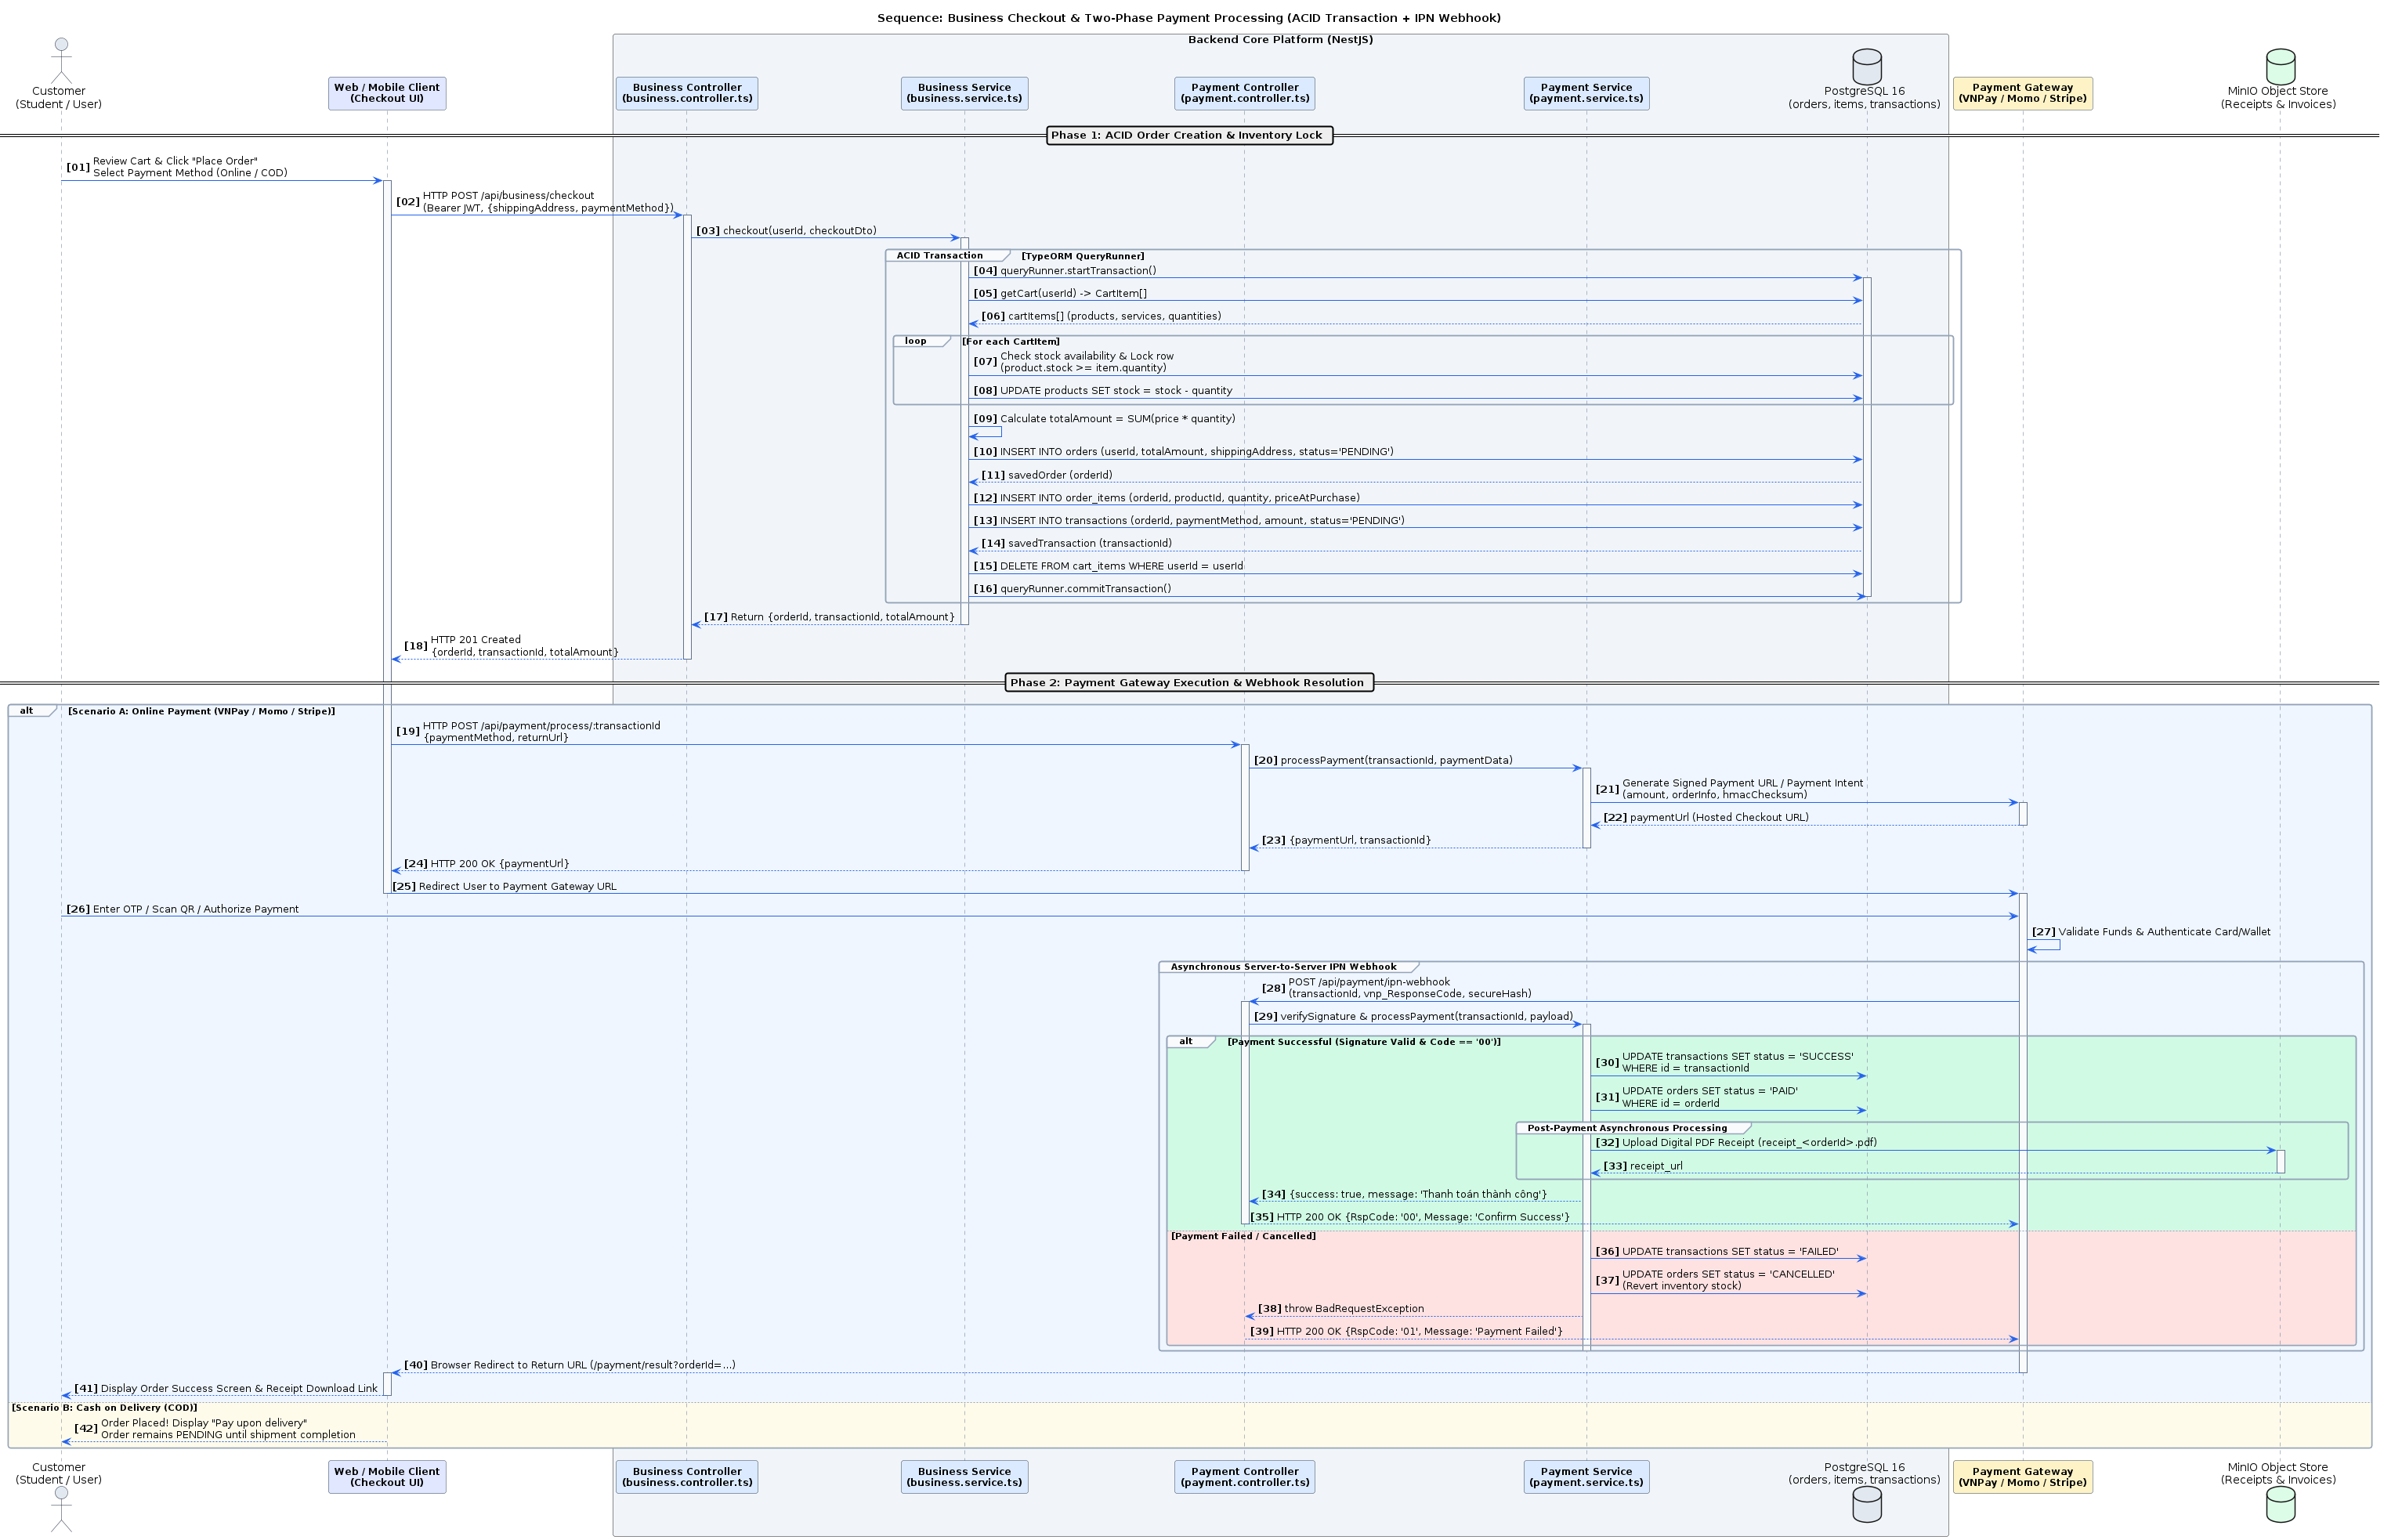 Sequence: Business Checkout & Two-Phase Payment Processing (ACID Transaction + IPN Webhook)
Backend Core Platform (NestJS)
Customer
(Student / User)
Web / Mobile Client
(Checkout UI)
Business Controller
(business.controller.ts)
Business Service
(business.service.ts)
Payment Controller
(payment.controller.ts)
Payment Service
(payment.service.ts)
PostgreSQL 16
(orders, items, transactions)
Payment Gateway
(VNPay / Momo / Stripe)
MinIO Object Store
(Receipts & Invoices)
Phase 1: ACID Order Creation & Inventory Lock
[01] Review Cart & Click "Place Order"
Select Payment Method (Online / COD)
[02] HTTP POST /api/business/checkout
(Bearer JWT, {shippingAddress, paymentMethod})
[03] checkout(userId, checkoutDto)
ACID Transaction [TypeORM QueryRunner]
[04] queryRunner.startTransaction()
[05] getCart(userId) -> CartItem[]
[06] cartItems[] (products, services, quantities)
loop [For each CartItem]
[07] Check stock availability & Lock row
(product.stock >= item.quantity)
[08] UPDATE products SET stock = stock - quantity
[09] Calculate totalAmount = SUM(price * quantity)
[10] INSERT INTO orders (userId, totalAmount, shippingAddress, status='PENDING')
[11] savedOrder (orderId)
[12] INSERT INTO order_items (orderId, productId, quantity, priceAtPurchase)
[13] INSERT INTO transactions (orderId, paymentMethod, amount, status='PENDING')
[14] savedTransaction (transactionId)
[15] DELETE FROM cart_items WHERE userId = userId
[16] queryRunner.commitTransaction()
[17] Return {orderId, transactionId, totalAmount}
[18] HTTP 201 Created
{orderId, transactionId, totalAmount}
Phase 2: Payment Gateway Execution & Webhook Resolution
alt [Scenario A: Online Payment (VNPay / Momo / Stripe)]
[19] HTTP POST /api/payment/process/:transactionId
{paymentMethod, returnUrl}
[20] processPayment(transactionId, paymentData)
[21] Generate Signed Payment URL / Payment Intent
(amount, orderInfo, hmacChecksum)
[22] paymentUrl (Hosted Checkout URL)
[23] {paymentUrl, transactionId}
[24] HTTP 200 OK {paymentUrl}
[25] Redirect User to Payment Gateway URL
[26] Enter OTP / Scan QR / Authorize Payment
[27] Validate Funds & Authenticate Card/Wallet
Asynchronous Server-to-Server IPN Webhook
[28] POST /api/payment/ipn-webhook
(transactionId, vnp_ResponseCode, secureHash)
[29] verifySignature & processPayment(transactionId, payload)
alt [Payment Successful (Signature Valid & Code == '00')]
[30] UPDATE transactions SET status = 'SUCCESS'
WHERE id = transactionId
[31] UPDATE orders SET status = 'PAID'
WHERE id = orderId
Post-Payment Asynchronous Processing
[32] Upload Digital PDF Receipt (receipt_<orderId>.pdf)
[33] receipt_url
[34] {success: true, message: 'Thanh toán thành công'}
[35] HTTP 200 OK {RspCode: '00', Message: 'Confirm Success'}
[Payment Failed / Cancelled]
[36] UPDATE transactions SET status = 'FAILED'
[37] UPDATE orders SET status = 'CANCELLED'
(Revert inventory stock)
[38] throw BadRequestException
[39] HTTP 200 OK {RspCode: '01', Message: 'Payment Failed'}
[40] Browser Redirect to Return URL (/payment/result?orderId=...)
[41] Display Order Success Screen & Receipt Download Link
[Scenario B: Cash on Delivery (COD)]
[42] Order Placed! Display "Pay upon delivery"
Order remains PENDING until shipment completion
Customer
(Student / User)
Web / Mobile Client
(Checkout UI)
Business Controller
(business.controller.ts)
Business Service
(business.service.ts)
Payment Controller
(payment.controller.ts)
Payment Service
(payment.service.ts)
PostgreSQL 16
(orders, items, transactions)
Payment Gateway
(VNPay / Momo / Stripe)
MinIO Object Store
(Receipts & Invoices)